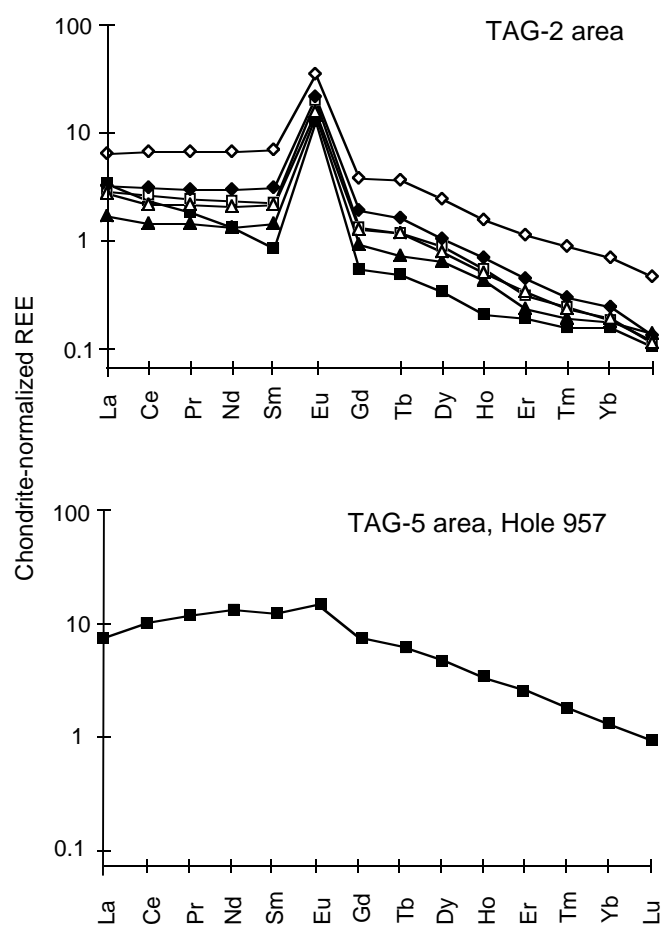 TAG-2 area
100
10
1
0.1
La Ce Pr Nd Sm Eu Gd Tb Dy Ho Er Tm Yb
Chondrite-normalized REE
TAG-5 area, Hole 957
100
10
1
0.1
La Ce Pr Nd Sm Eu Gd Tb Dy Ho Er Tm Yb Lu